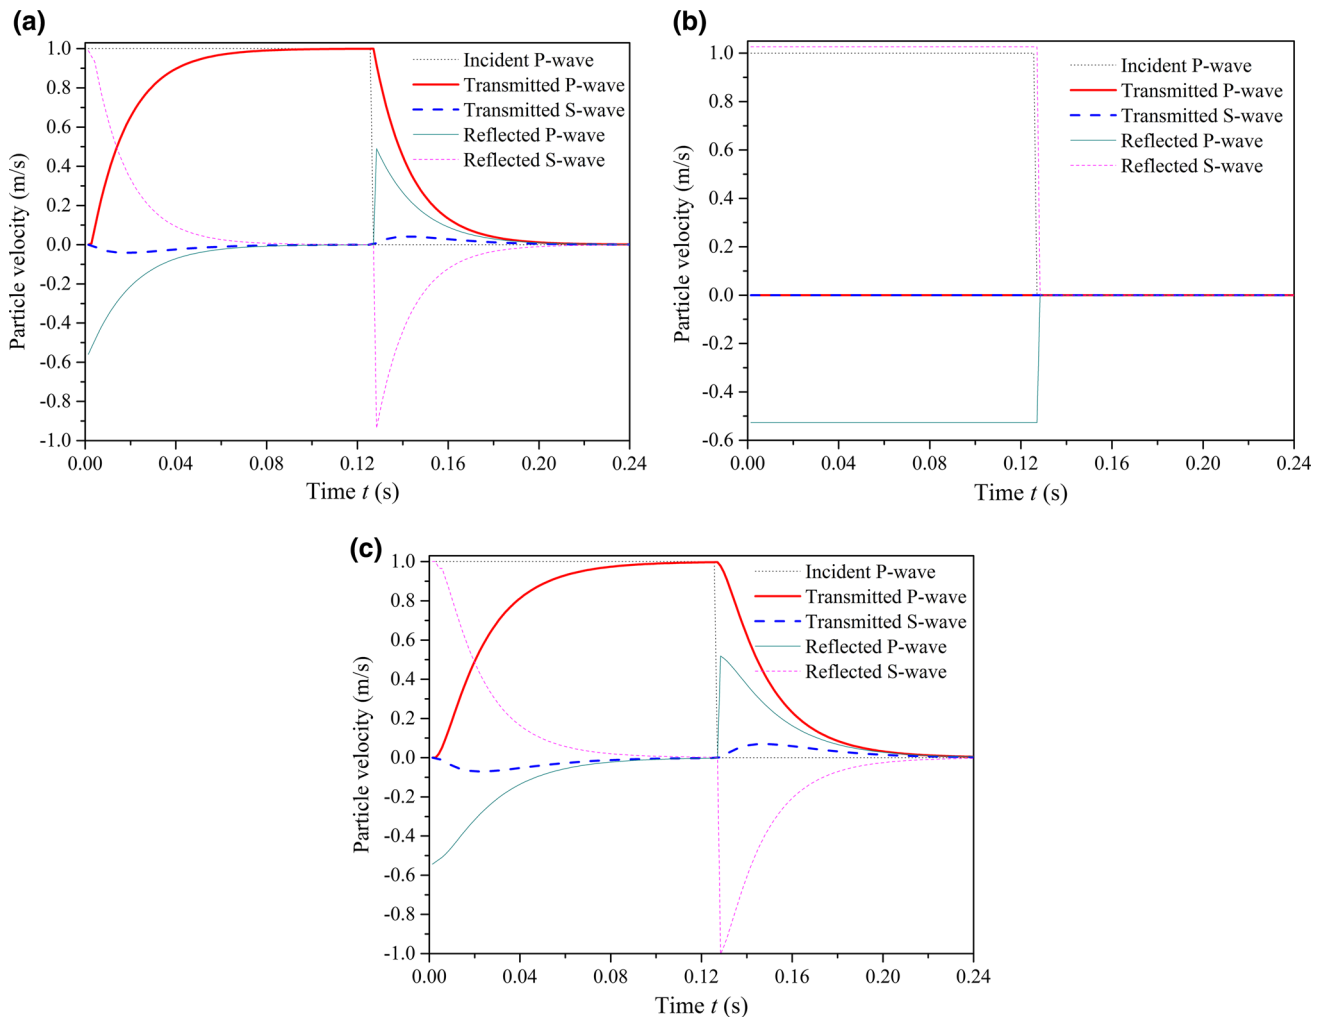 (a)
1.0
0.8
0.6
0.4
0.2
0.0
-0.2
-0.4
-0.6
-0.8
-1.0
Particle velocity (m/s)
Incident P-wave
Transmitted P-wave
Transmitted S-wave
Reflected P-wave
Reflected S-wave
0.00 0.04 0.08 0.12 0.16 0.20 0.24
Time t (s)
(b)
1.0
0.8
0.6
0.4
0.2
0.0
-0.2
-0.4
-0.6
Particle velocity (m/s)
Incident P-wave
Transmitted P-wave
Transmitted S-wave
Reflected P-wave
Reflected S-wave
0.00 0.04 0.08 0.12 0.16 0.20 0.24
Time t (s)
(c)
1.0
0.8
0.6
0.4
0.2
0.0
-0.2
-0.4
-0.6
-0.8
-1.0
Particle velocity (m/s)
Incident P-wave
Transmitted P-wave
Transmitted S-wave
Reflected P-wave
Reflected S-wave
0.00 0.04 0.08 0.12 0.16 0.20 0.24
Time t (s)